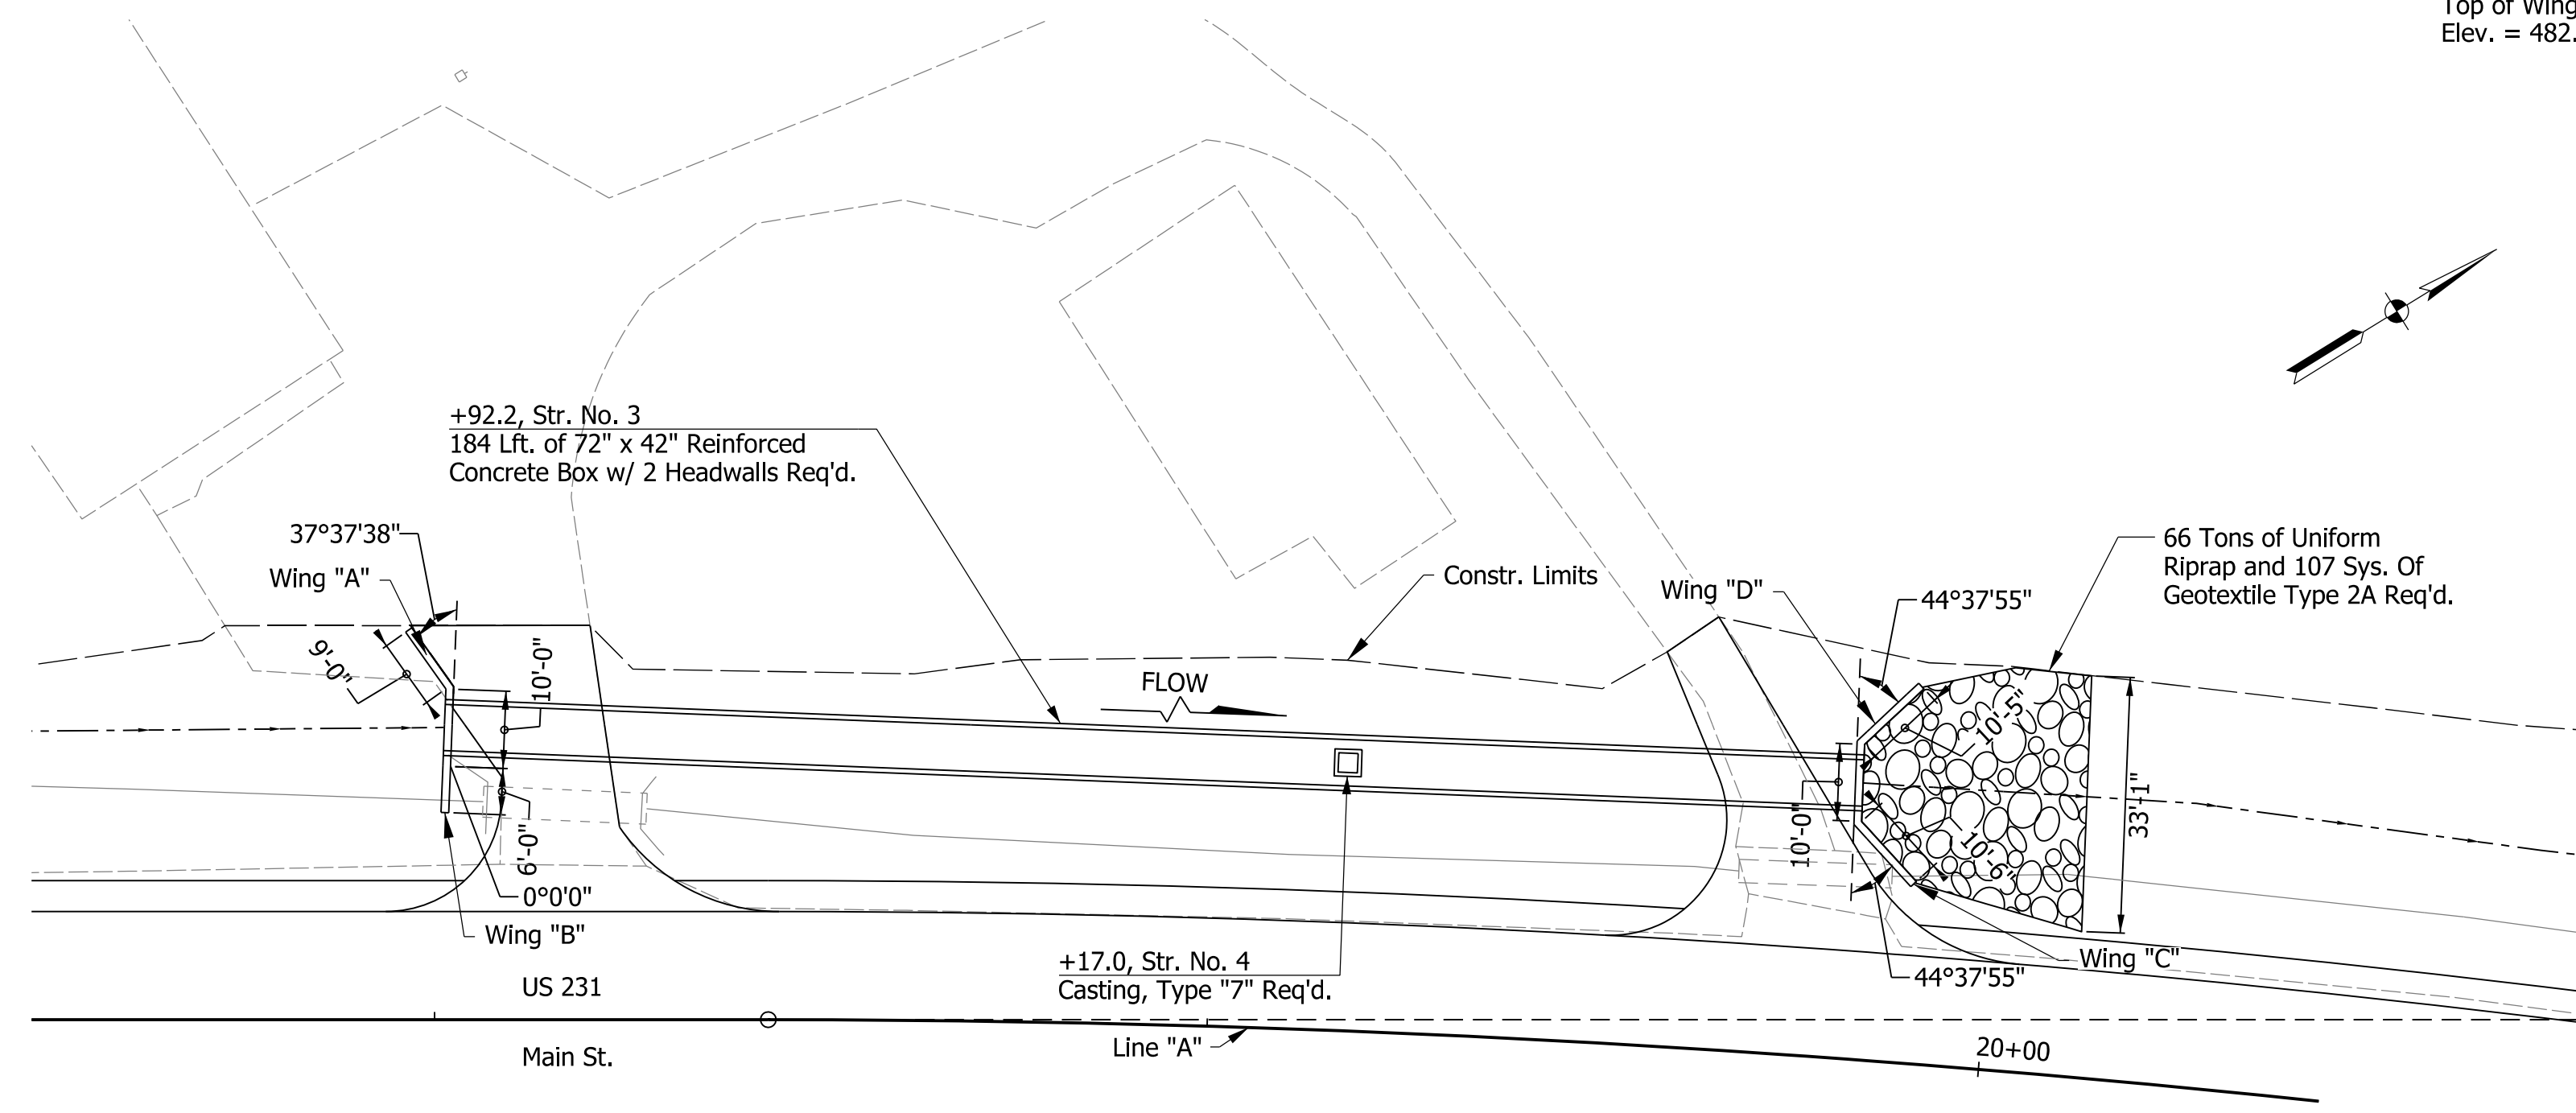 Top of Wing
Elev. = 482.
+92.2, Str. No. 3
184 Lft. of 72" x 42" Reinforced
Concrete Box w/ 2 Headwalls Req'd.
37°37'38"
Wing "A"
9'-0"
10'-0"
FLOW
Constr. Limits
Wing "D"
44°37'55"
66 Tons of Uniform
Riprap and 107 Sys. Of
Geotextile Type 2A Req'd.
10'-5"
33'-1"
10'-0"
10'-6"
6'-0"
0°0'0"
Wing "B"
+17.0, Str. No. 4
Casting, Type "7" Req'd.
Wing "C"
44°37'55"
US 231
Main St.
Line "A"
20+00